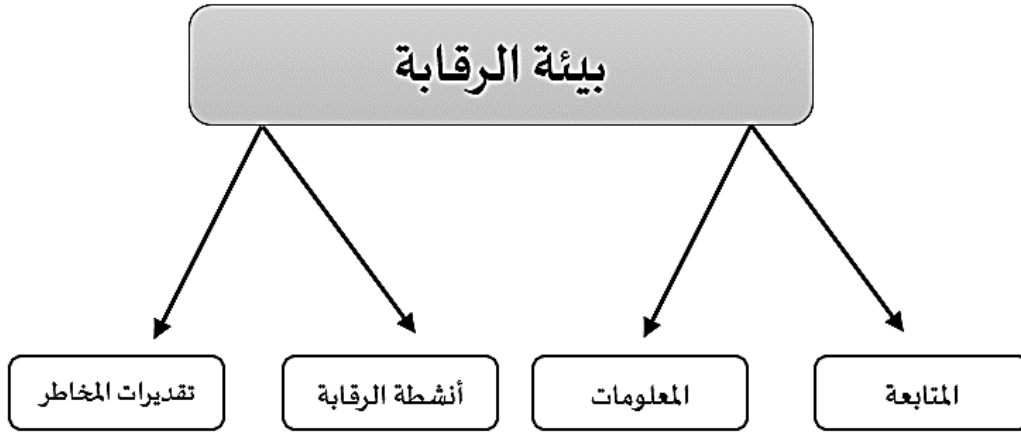 بيئة الرقابة
المتابعة
المعلومات
أنشطة الرقابة
تقديرات المخاطر